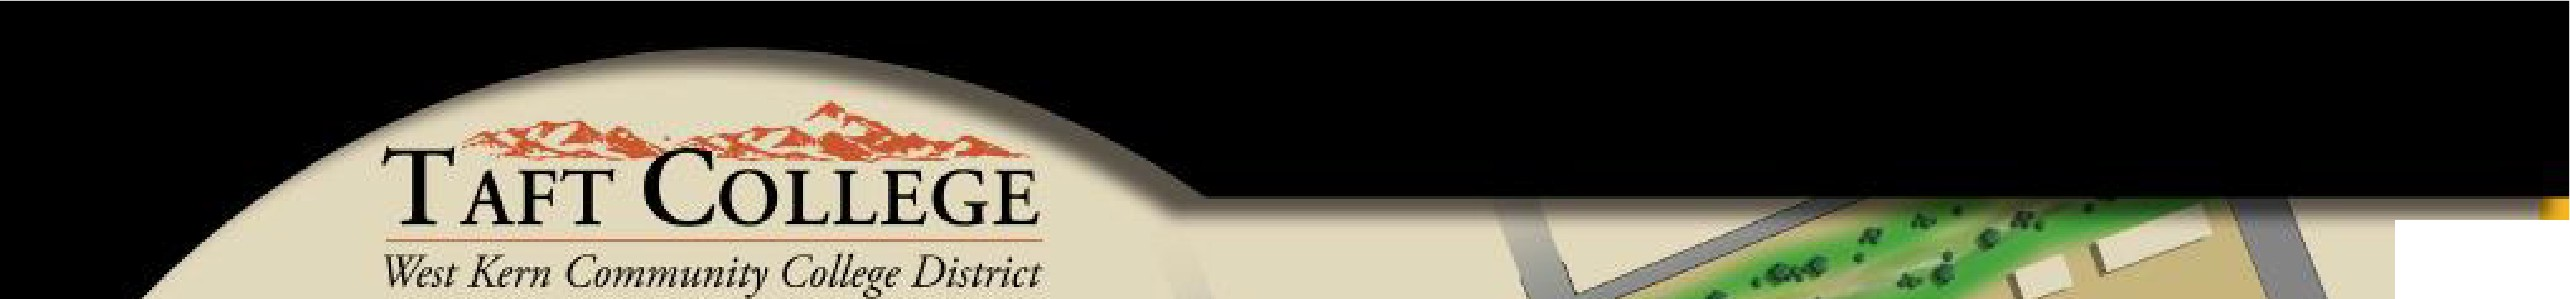 TAFT COLLEGE
West Kern Community College District